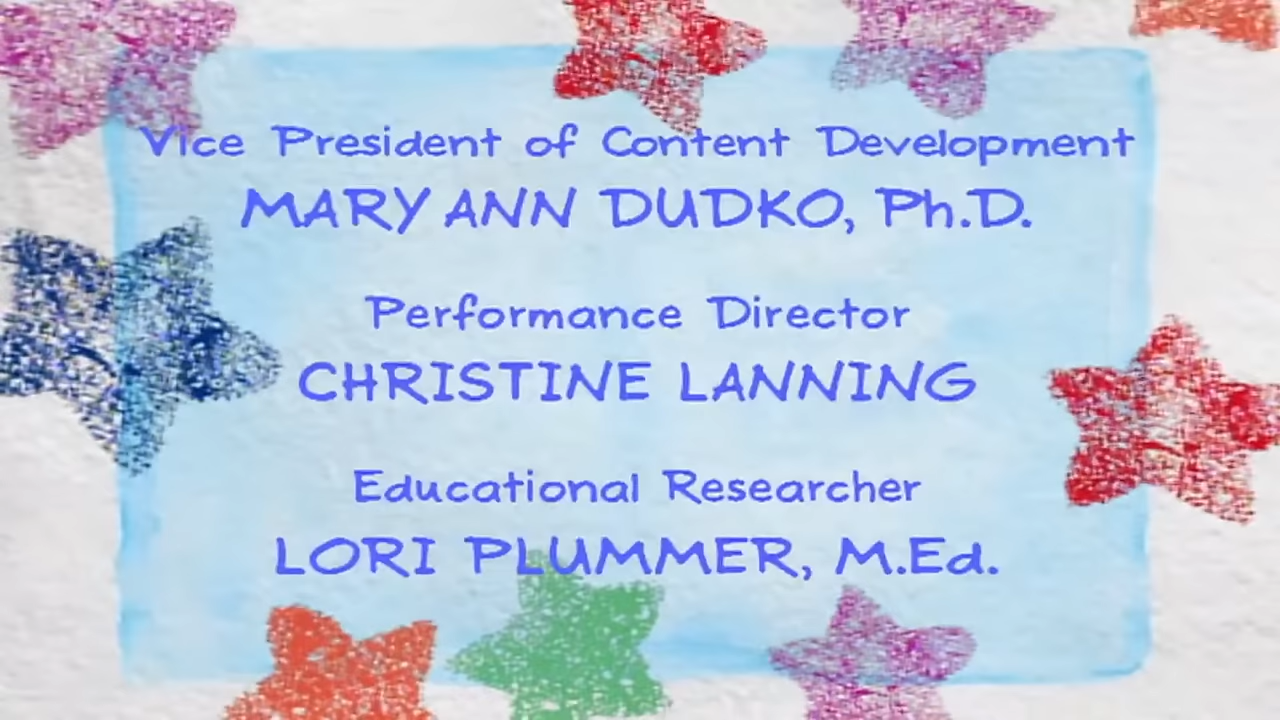 Vice President of Content Development
MARY ANN DUDKO, Ph.D.
Performance Director
CHRISTINE LANNING
Educational Researcher
LORI PLUMMER, M.Ed.